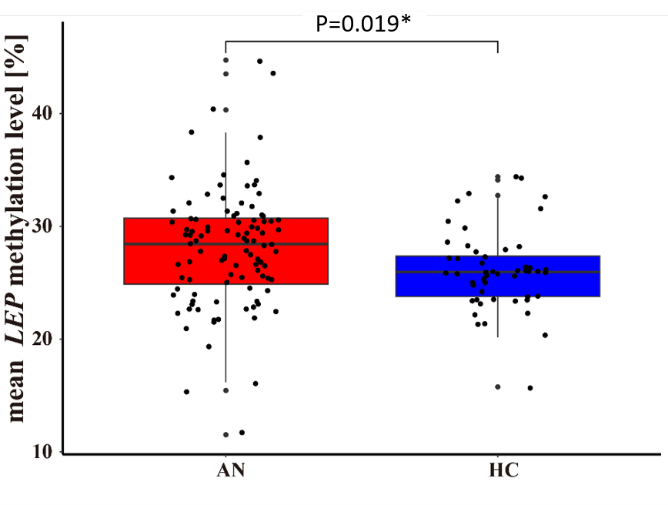 P=0.019*
mean LEP methylation level [%]
40
30
20
10
AN
HC